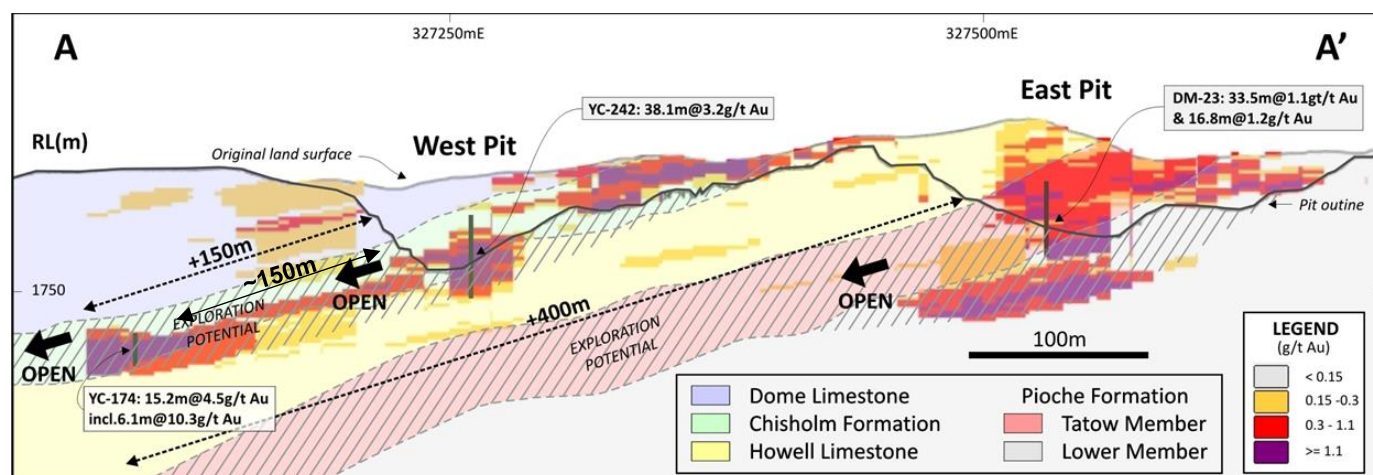 327250mE
327500mE
A
A’
East Pit
DM-23: 33.5m@1.1gt/t Au
& 16.8m@1.2g/t Au
YC-242: 38.1m@3.2g/t Au
West Pit
RL(m)
Original land surface
Pit outine
+150m
~150m
OPEN
OPEN
1750
EXPLORATION
POTENTIAL
+400m
EXPLORATION
POTENTIAL
OPEN
100m
YC-174: 15.2m@4.5g/t Au
incl.6.1m@10.3g/t Au
Dome Limestone
Chisholm Formation
Howell Limestone
Pioche Formation
Tatow Member
Lower Member
LEGEND
(g/t Au)
< 0.15
0.15 -0.3
0.3 - 1.1
>= 1.1